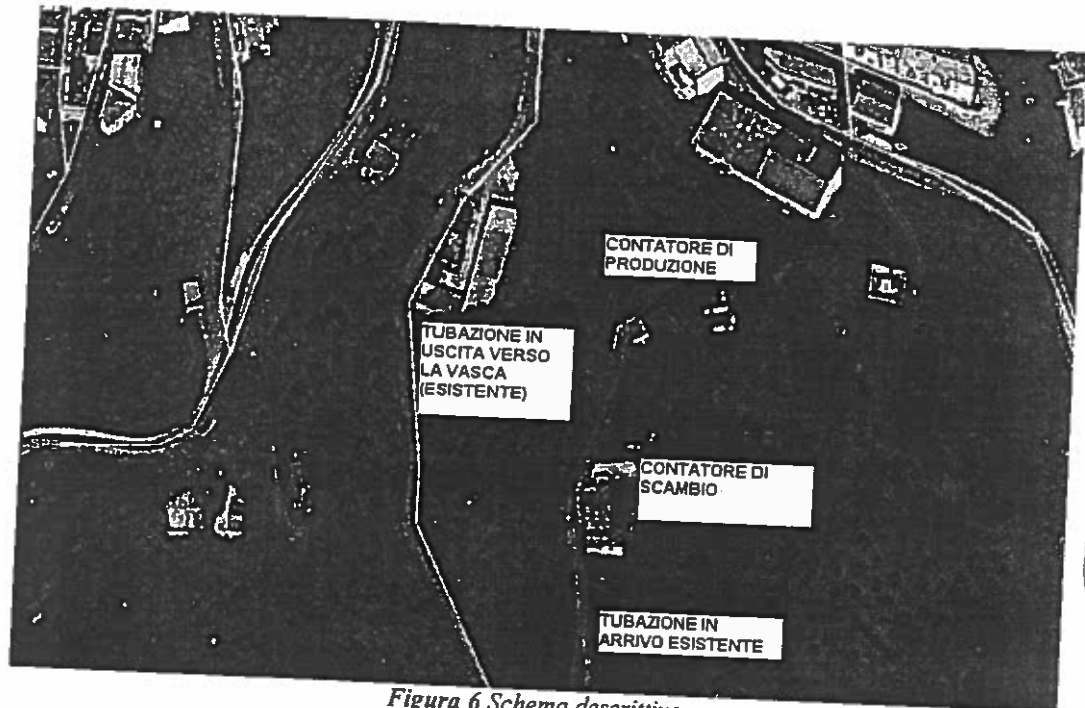 CONTATORE DI
PRODUZIONE
TUBAZIONE IN
USCITA VERSO
LA VASCA
(ESISTENTE)
CONTATORE DI
SCAMBIO
TUBAZIONE IN
ARRIVO ESISTENTE
Figura 6 Schema descrittivo